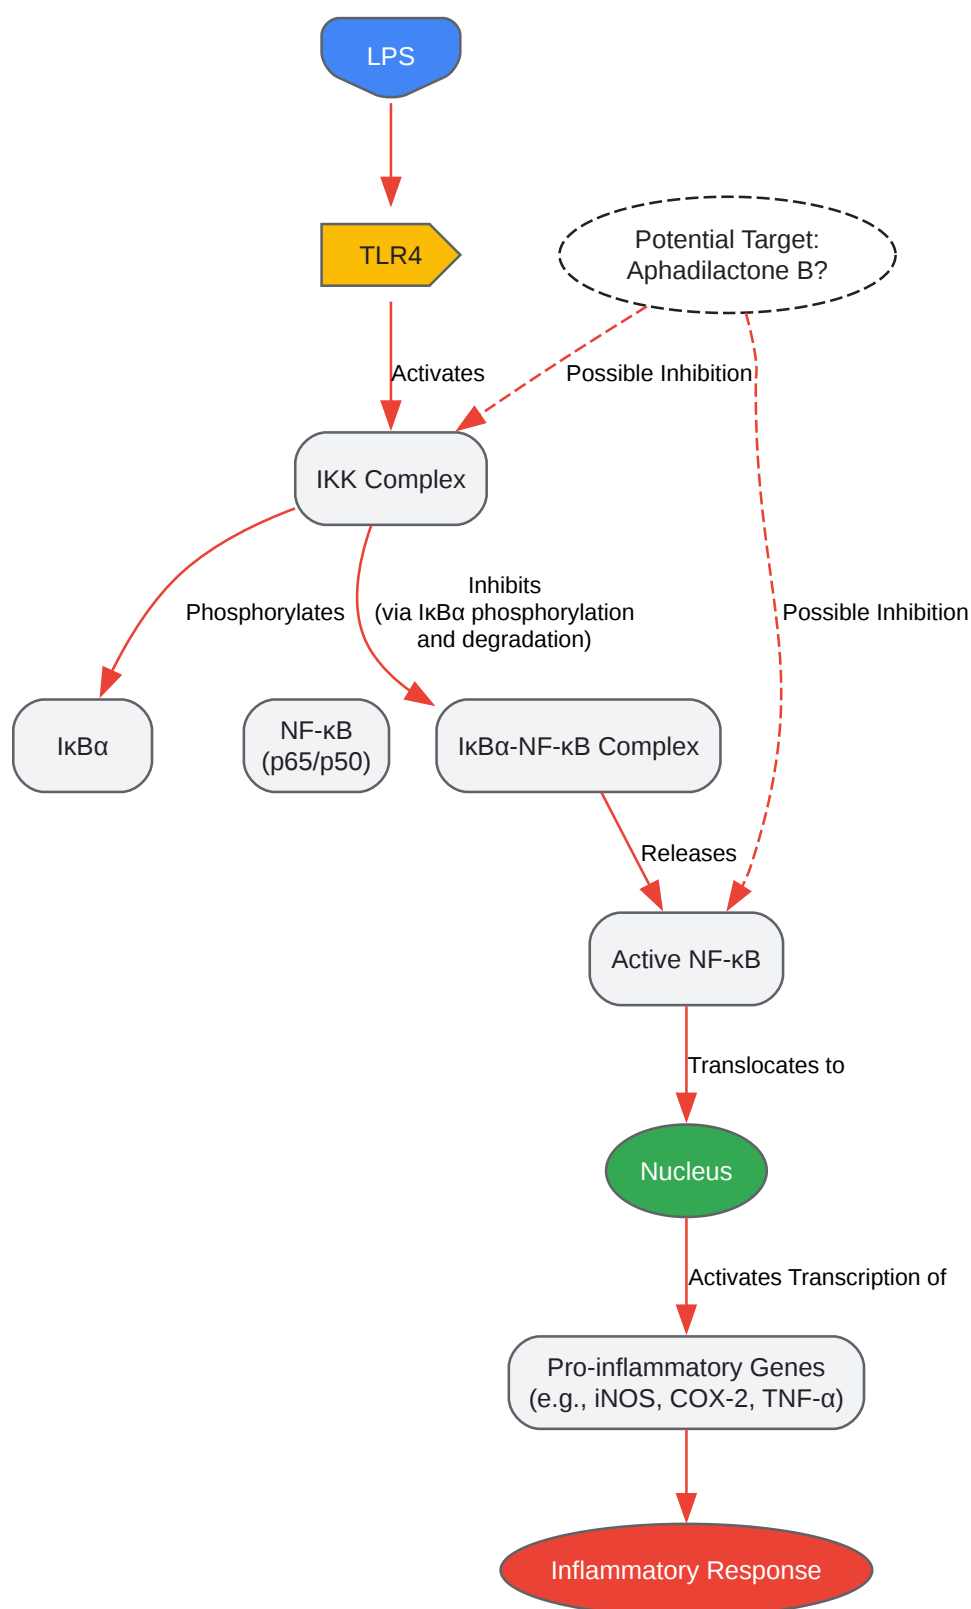 LPS
TLR4
Potential Target:
Aphadilactone B?
Activates
Possible Inhibition
IKK Complex
Phosphorylates
Inhibits
(via IκBα phosphorylation
and degradation)
Possible Inhibition
IκBα
NF-κB
(p65/p50)
IκBα-NF-κB Complex
Releases
Active NF-κB
Translocates to
Nucleus
Activates Transcription of
Pro-inflammatory Genes
(e.g., iNOS, COX-2, TNF-α)
Inflammatory Response